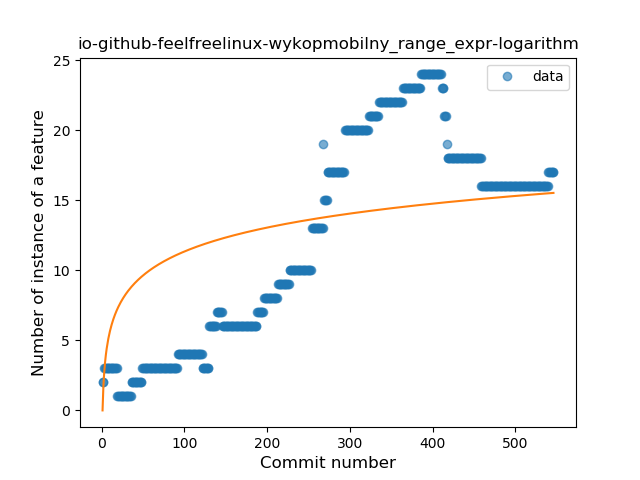 io-github-feelfreelinux-wykopmobilny_range_expr-logarithm
data
Number of instance of a feature
25
20
15
10
5
0
0 100 200 300 400 500
Commit number